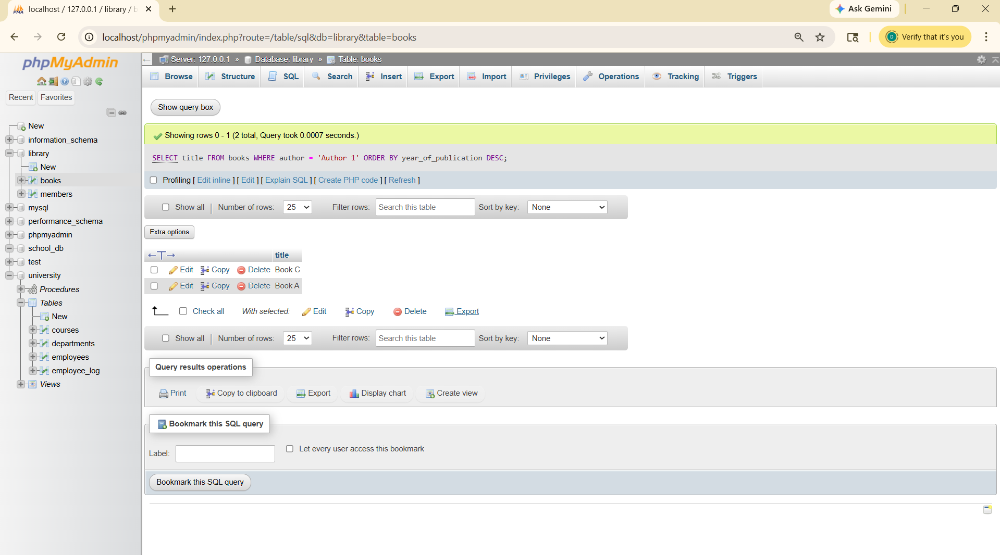 localhost / 127.0.0.1 / library / b
Ask Gemini
localhost/phpmyadmin/index.php?route=/table/sql&db=library&table=books
D Verify that it's you
phpMyAdmin
Recent Favorites
New
information_schema
library
New
books
members
mysql
performance_schema
phpmyadmin
school_db
test
university
Procedures
Tables
New
courses
departments
employees
employee_log
Views
Server: 127.0.0.1 » Database: library » Table: books
Browse Structure SQL Search Insert Export Import Privileges Operations Tracking Triggers
Show query box
Showing rows 0 - 1 (2 total, Query took 0.0007 seconds.)
SELECT title FROM books WHERE author = 'Author 1' ORDER BY year_of_publication DESC;
Profiling [ Edit inline ] [ Edit ] [ Explain SQL ] [ Create PHP code ] [ Refresh ]
Show all | Number of rows: 25 Filter rows: Search this table Sort by key: None
Extra options
←T→ title
Edit Copy Delete Book C
Edit Copy Delete Book A
Check all With selected: Edit Copy Delete Export
Show all | Number of rows: 25 Filter rows: Search this table Sort by key: None
Query results operations
Print Copy to clipboard Export Display chart Create view
Bookmark this SQL query
Label: Let every user access this bookmark
Bookmark this SQL query